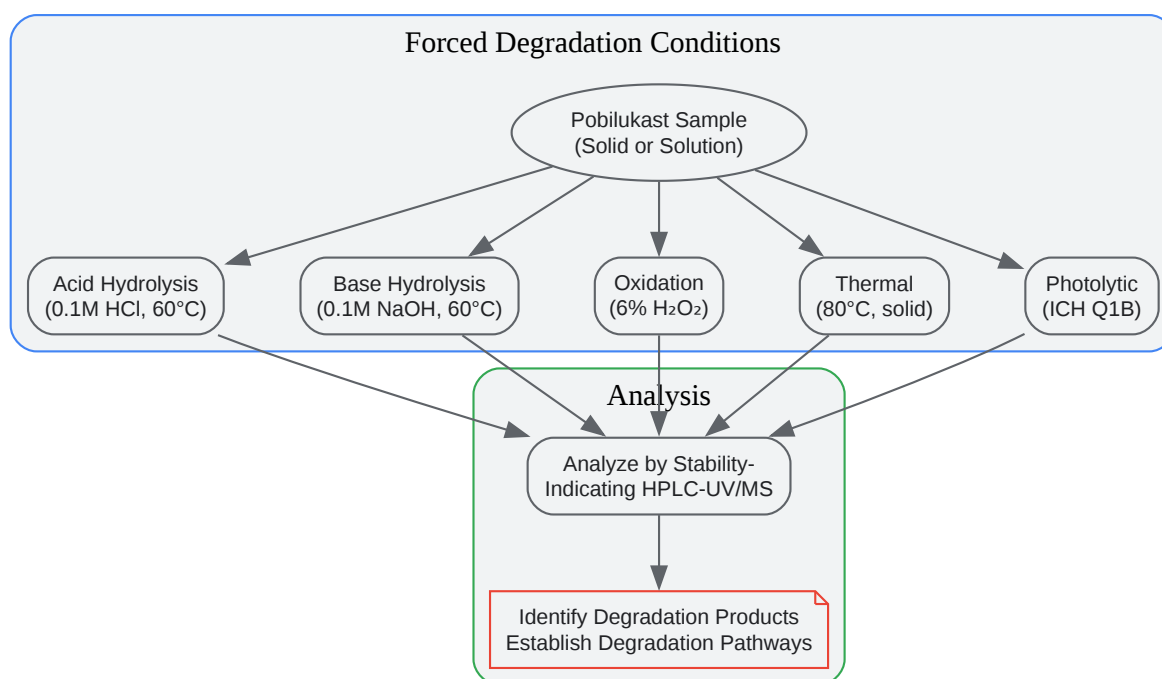 Forced Degradation Conditions
Pobilukast Sample
(Solid or Solution)
Acid Hydrolysis
(0.1M HCl, 60°C)
Base Hydrolysis
(0.1M NaOH, 60°C)
Oxidation
(6% H₂O₂)
Thermal
(80°C, solid)
Photolytic
(ICH Q1B)
Analysis
Analyze by Stability-
Indicating HPLC-UV/MS
Identify Degradation Products
Establish Degradation Pathways